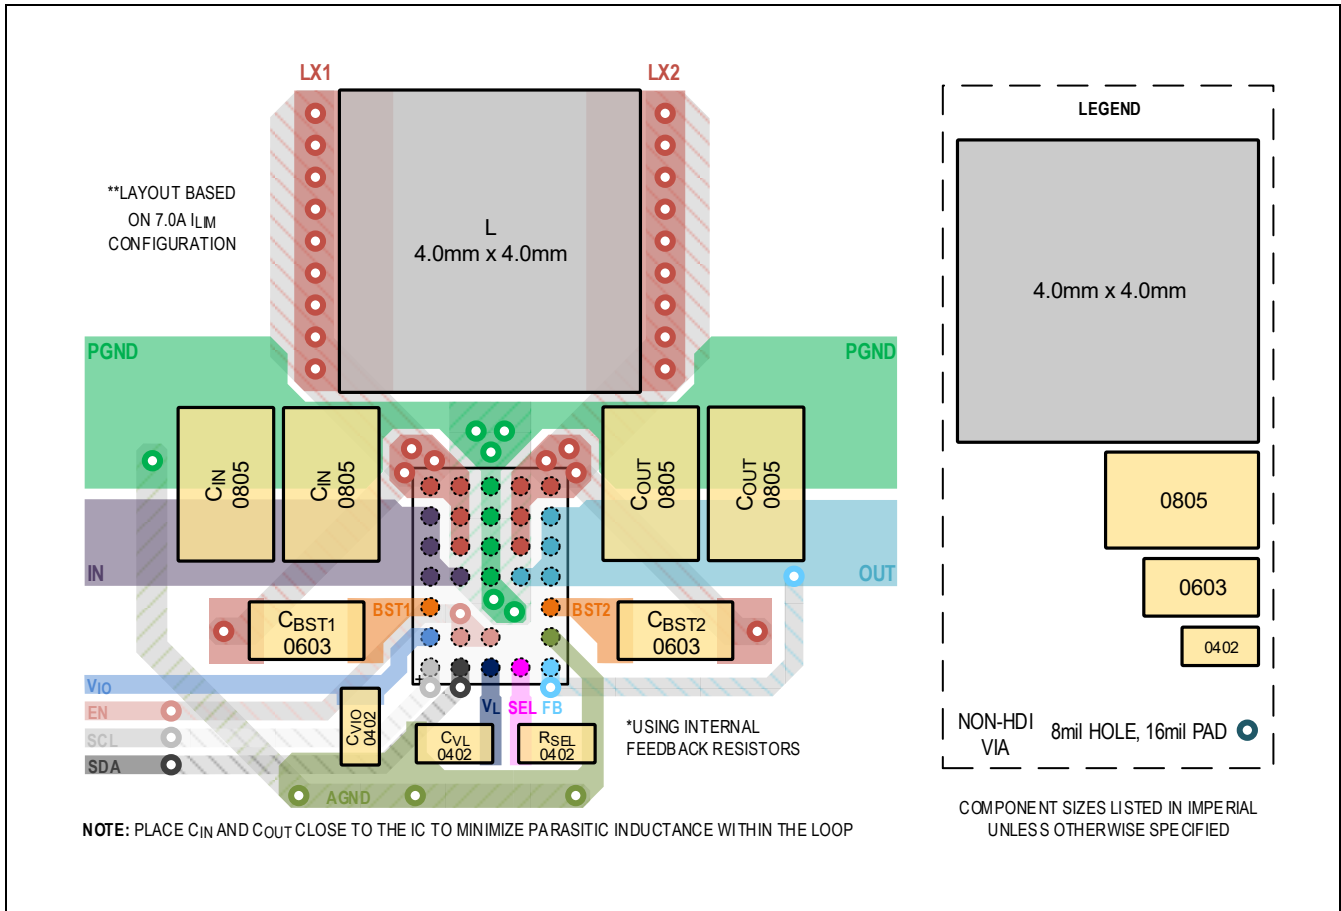 LX1
LX2
**LAYOUT BASED
ON 7.0A ILIM
CONFIGURATION
L
4.0mm x 4.0mm
PGND
PGND
CIN
0805
CIN
0805
COUT
0805
COUT
0805
IN
OUT
BST1
BST2
CBST1
0603
CBST2
0603
VIO
EN
SCL
SDA
+
VL
SEL
FB
CVIO
0402
CVL
0402
RSEL
0402
*USING INTERNAL
FEEDBACK RESISTORS
AGND
NOTE: PLACE CIN AND COUT CLOSE TO THE IC TO MINIMIZE PARASITIC INDUCTANCE WITHIN THE LOOP
LEGEND
4.0mm x 4.0mm
0805
0603
0402
NON-HDI
VIA
8mil HOLE, 16mil PAD
COMPONENT SIZES LISTED IN IMPERIAL
UNLESS OTHERWISE SPECIFIED